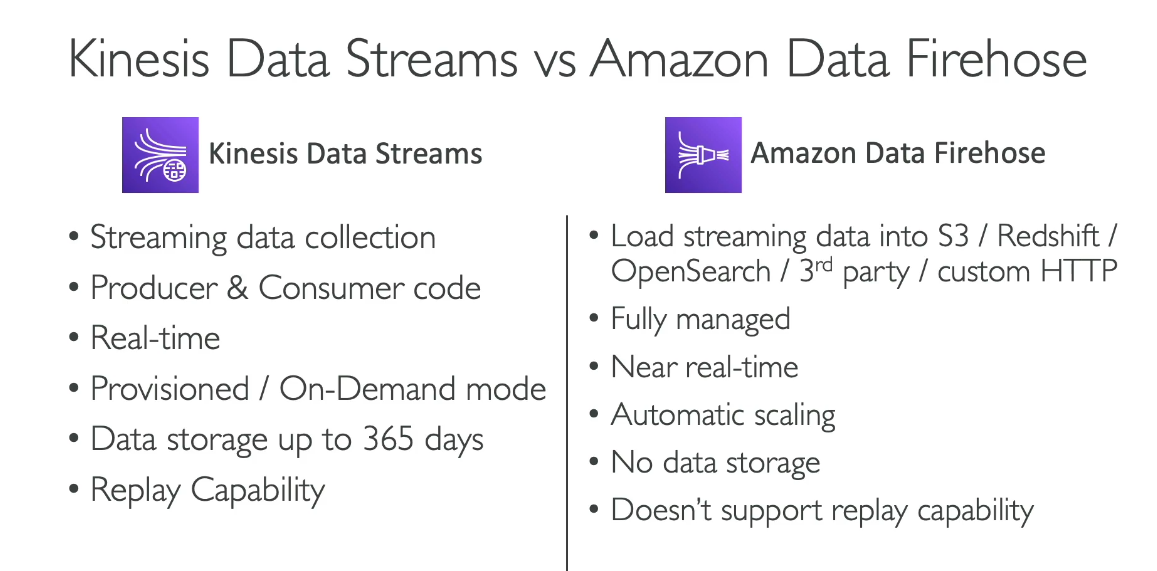 Kinesis Data Streams vs Amazon Data Firehose
Kinesis Data Streams
• Streaming data collection
• Producer & Consumer code
• Real-time
• Provisioned / On-Demand mode
• Data storage up to 365 days
• Replay Capability
Amazon Data Firehose
• Load streaming data into S3 / Redshift /
OpenSearch / 3rd party / custom HTTP
• Fully managed
• Near real-time
• Automatic scaling
• No data storage
• Doesn’t support replay capability